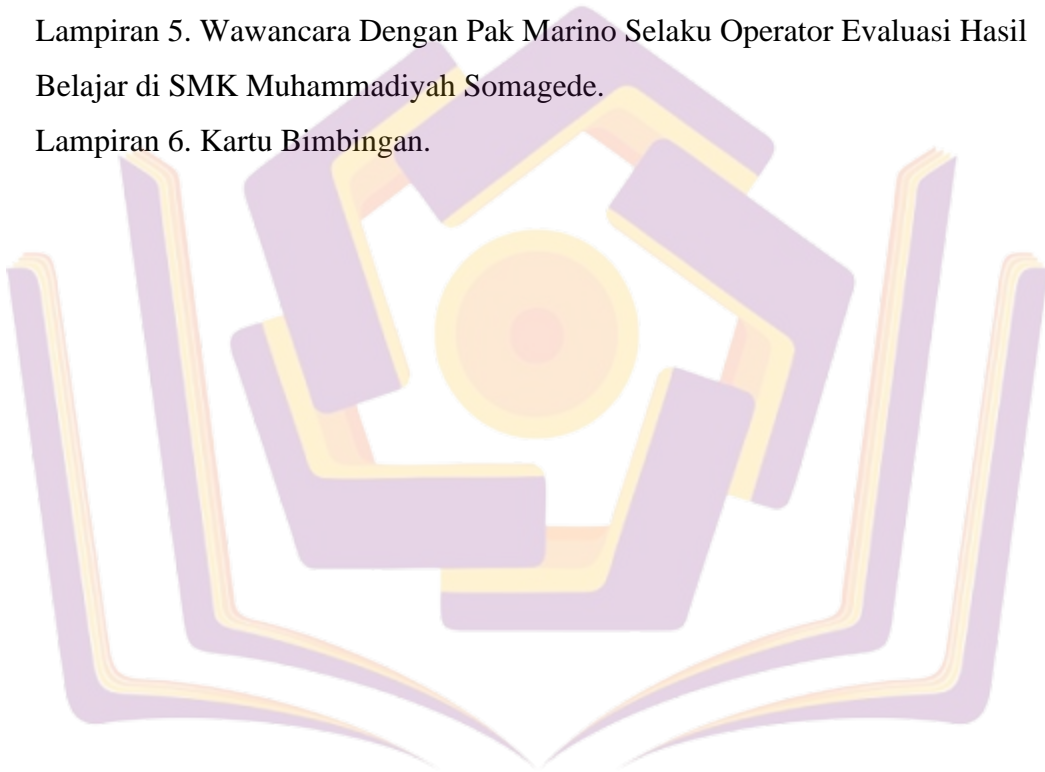 Lampiran 5. Wawancara Dengan Pak Marino Selaku Operator Evaluasi Hasil
Belajar di SMK Muhammadiyah Somagede.
Lampiran 6. Kartu Bimbingan.